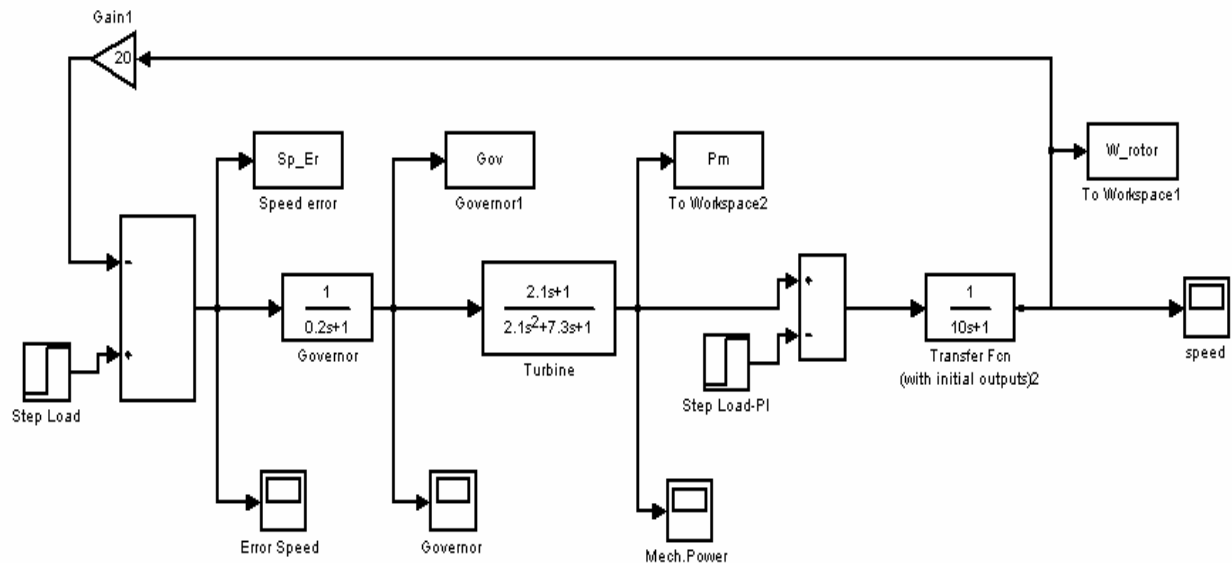 Gain1
20
Sp_Er
Speed error
Gov
Governor1
Pm
To Workspace2
W_rotor
To Workspace1
-
+
Step Load
1
0.2s+1
Governor
2.1s+1
2.1s²+7.3s+1
Turbine
+
-
Step Load-Pl
1
10s+1
Transfer Fcn
(with initial outputs)2
speed
Error Speed
Governor
Mech.Power